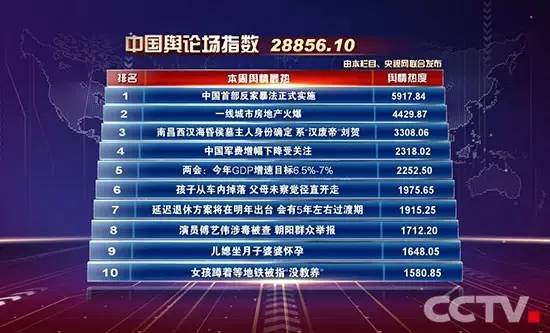 中国舆论场指数 28856.10
由本栏目、央视网联合发布
排名 本周舆情最热 舆情热度
1 中国首部反家暴法正式实施 5917.84
2 一线城市房地产火爆 4429.87
3 南昌西汉海昏侯墓主人身份确定 系“汉废帝”刘贺 3308.06
4 中国军费增幅下降受关注 2318.02
5 两会：今年GDP增速目标6.5%-7% 2252.50
6 孩子从车内掉落 父母未察觉径直开走 1975.65
7 延迟退休方案将在明年出台 会有5年左右过渡期 1915.25
8 演员傅艺伟涉毒被查 朝阳群众举报 1712.20
9 儿媳坐月子婆婆怀孕 1648.05
10 女孩蹲着等地铁被指“没教养” 1580.85
CCTV.